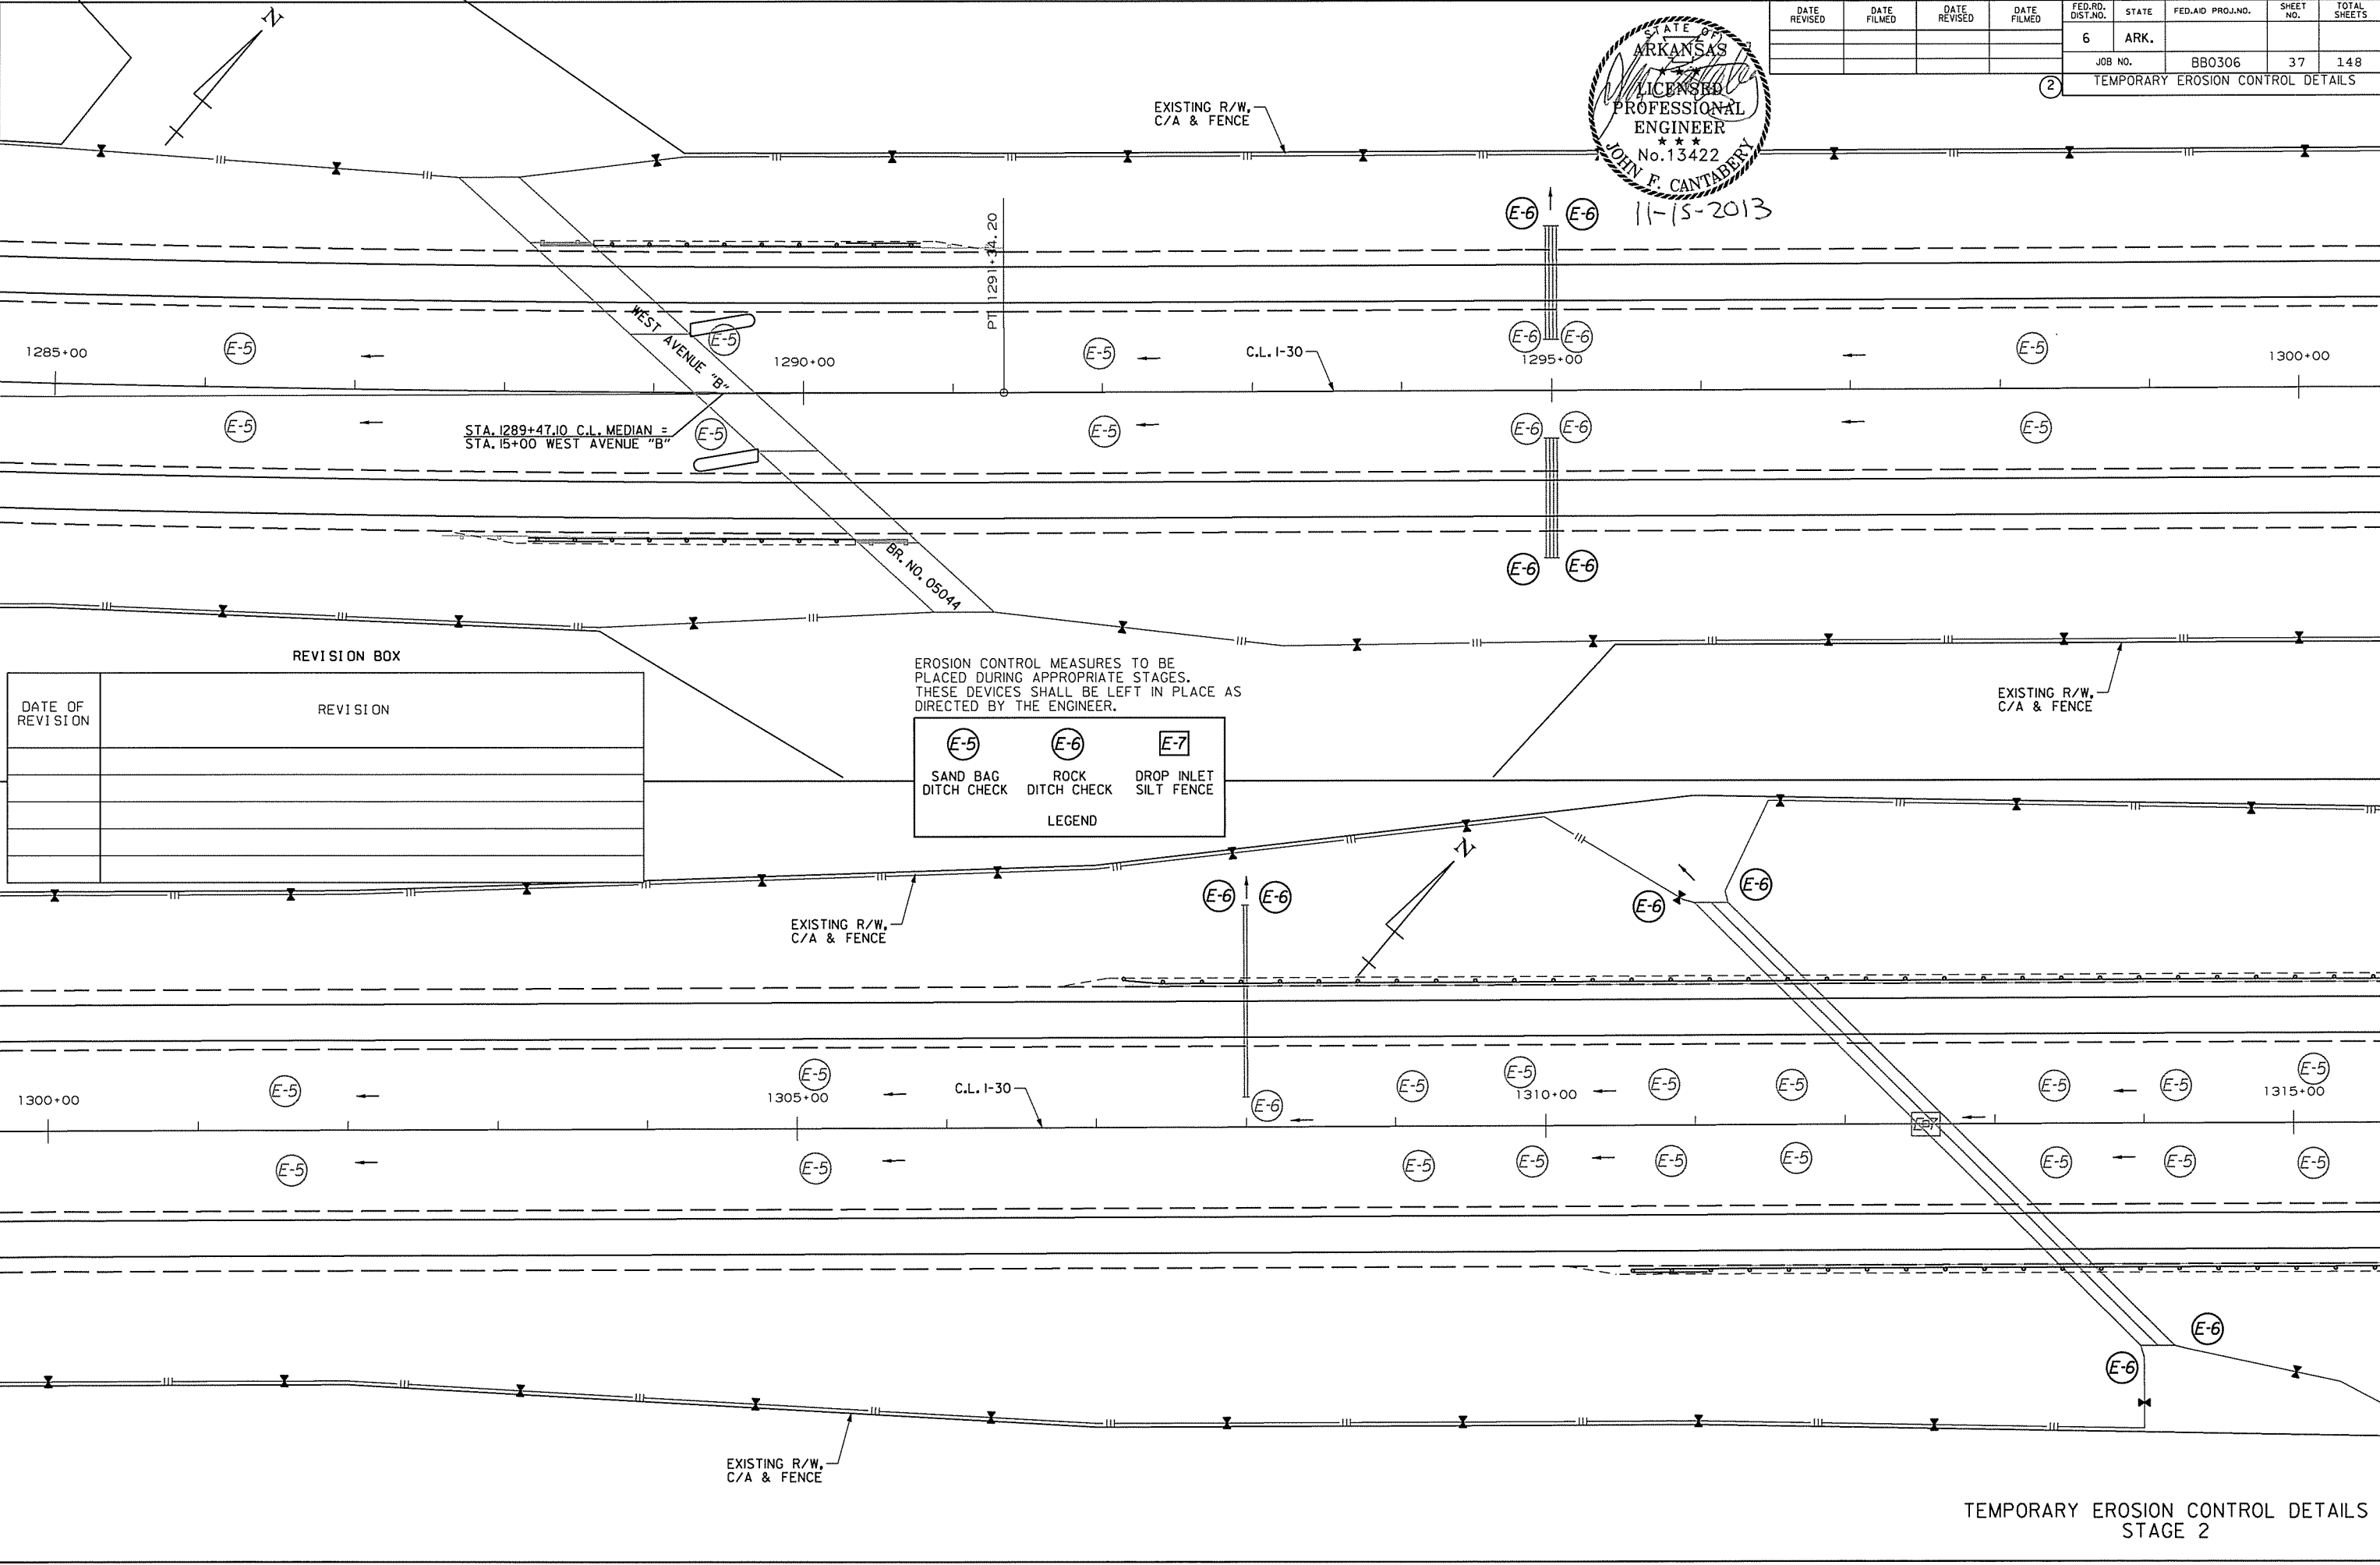 N
DATE REVISED
DATE FILMED
DATE REVISED
DATE FILMED
FED.RD. DIST.NO.
STATE
FED.AID PROJ.NO.
SHEET NO.
TOTAL SHEETS
6
ARK.
JOB NO.
BB0306
37
148
2
TEMPORARY EROSION CONTROL DETAILS
STATE OF
ARKANSAS
LICENSED
PROFESSIONAL
ENGINEER
No.13422
JOHN F. CANTABERY
11-15-2013
EXISTING R/W,
C/A & FENCE
E-6 E-6
PT 1291+34.20
WEST AVENUE "B"
E-5
E-5
E-5
E-6 E-6
E-5
1285+00
1290+00
C.L. I-30
1295+00
1300+00
E-5
STA. 1289+47.10 C.L. MEDIAN =
STA. 15+00 WEST AVENUE "B"
E-5
E-5
E-6 E-6
E-5
BR. NO. 05044
E-6 E-6
REVISION BOX
DATE OF REVISION
REVISION
EROSION CONTROL MEASURES TO BE
PLACED DURING APPROPRIATE STAGES.
THESE DEVICES SHALL BE LEFT IN PLACE AS
DIRECTED BY THE ENGINEER.
E-5
E-6
E-7
SAND BAG
DITCH CHECK
ROCK
DITCH CHECK
DROP INLET
SILT FENCE
LEGEND
EXISTING R/W,
C/A & FENCE
N
EXISTING R/W,
C/A & FENCE
E-6 E-6
E-6 E-6
E-5
E-5
E-5
E-5
E-5
E-5
E-5
E-5
E-5
1300+00
1305+00
C.L. I-30
E-6
1310+00
1315+00
E-7
E-5
E-5
E-5
E-5
E-5
E-5
E-5
E-5
E-5
E-6
E-6
EXISTING R/W,
C/A & FENCE
TEMPORARY EROSION CONTROL DETAILS
STAGE 2